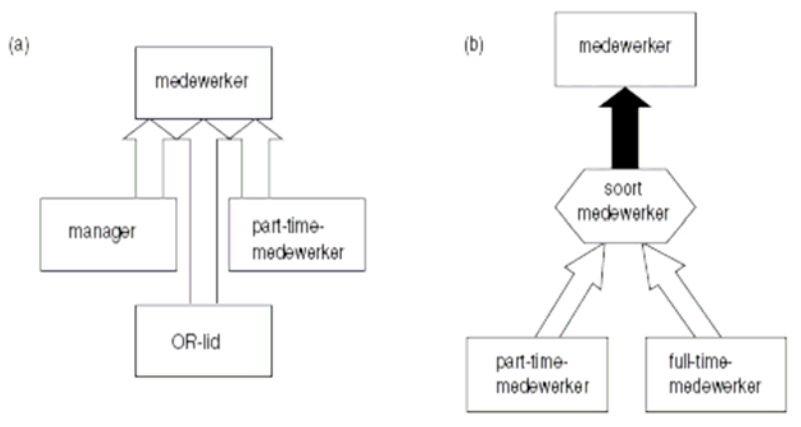 (a)
medewerker
manager
part-time-
medewerker
OR-lid
(b)
medewerker
soort
medewerker
part-time-
medewerker
full-time-
medewerker